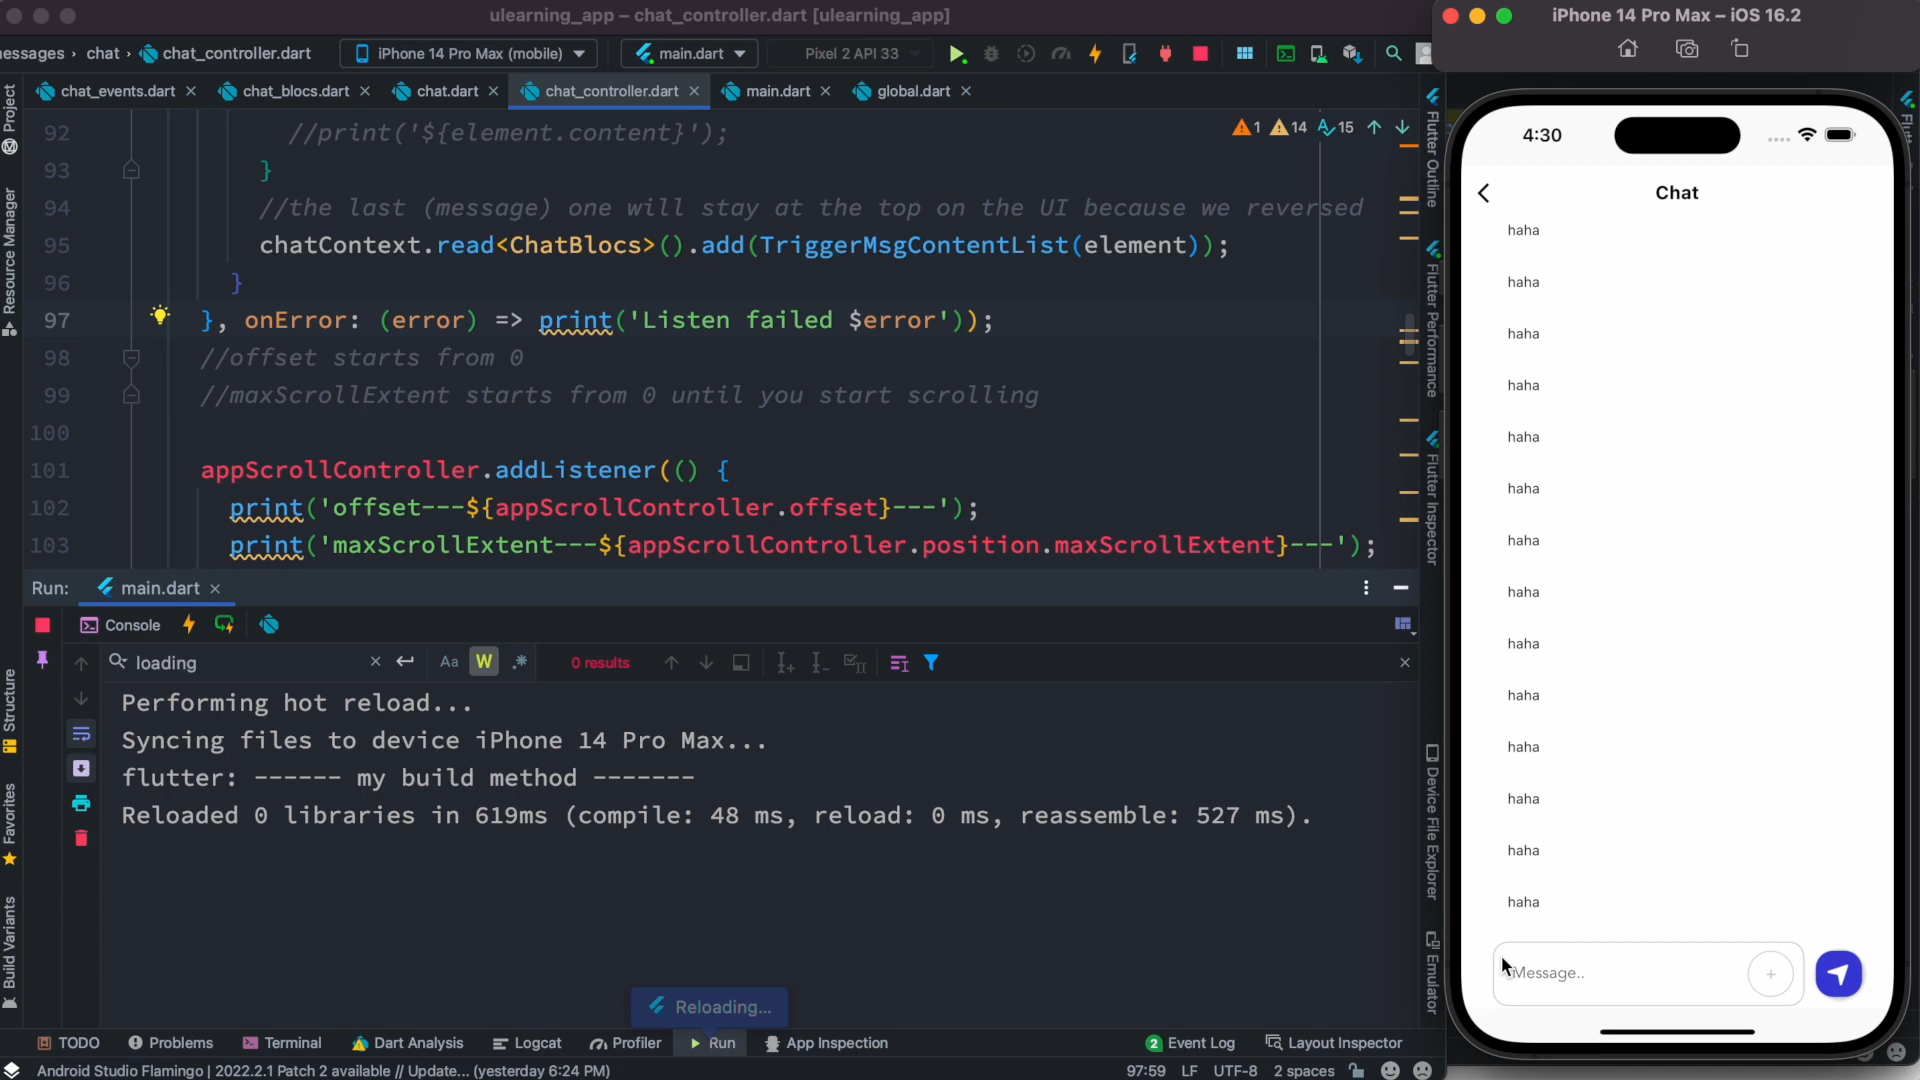 ulearning_app – chat_controller.dart [ulearning_app]
iPhone 14 Pro Max – iOS 16.2
essages › chat › chat_controller.dart
iPhone 14 Pro Max (mobile)
main.dart
Pixel 2 API 33
chat_events.dart
chat_blocs.dart
chat.dart
chat_controller.dart
main.dart
global.dart
1 14 15
92 //print('${element.content}');
93 }
94 //the last (message) one will stay at the top on the UI because we reversed
95 chatContext.read<ChatBlocs>().add(TriggerMsgContentList(element));
96 }
97 }, onError: (error) => print('Listen failed $error'));
98 //offset starts from 0
99 //maxScrollExtent starts from 0 until you start scrolling
100
101 appScrollController.addListener(() {
102 print('offset---${appScrollController.offset}---');
103 print('maxScrollExtent---${appScrollController.position.maxScrollExtent}---');
Project
Resource Manager
Structure
Favorites
Build Variants
Run: main.dart
Console
loading
Aa W .* 0 results
Performing hot reload...
Syncing files to device iPhone 14 Pro Max...
flutter: ------ my build method -------
Reloaded 0 libraries in 619ms (compile: 48 ms, reload: 0 ms, reassemble: 527 ms).
Reloading...
TODO
Problems
Terminal
Dart Analysis
Logcat
Profiler
Run
App Inspection
2 Event Log
Layout Inspector
Android Studio Flamingo | 2022.2.1 Patch 2 available // Update... (yesterday 6:24 PM)
97:59 LF UTF-8 2 spaces
Flutter Outline
Flutter Performance
Flutter Inspector
Device File Explorer
Emulator
4:30
Chat
haha
haha
haha
haha
haha
haha
haha
haha
haha
haha
haha
haha
haha
haha
Message..